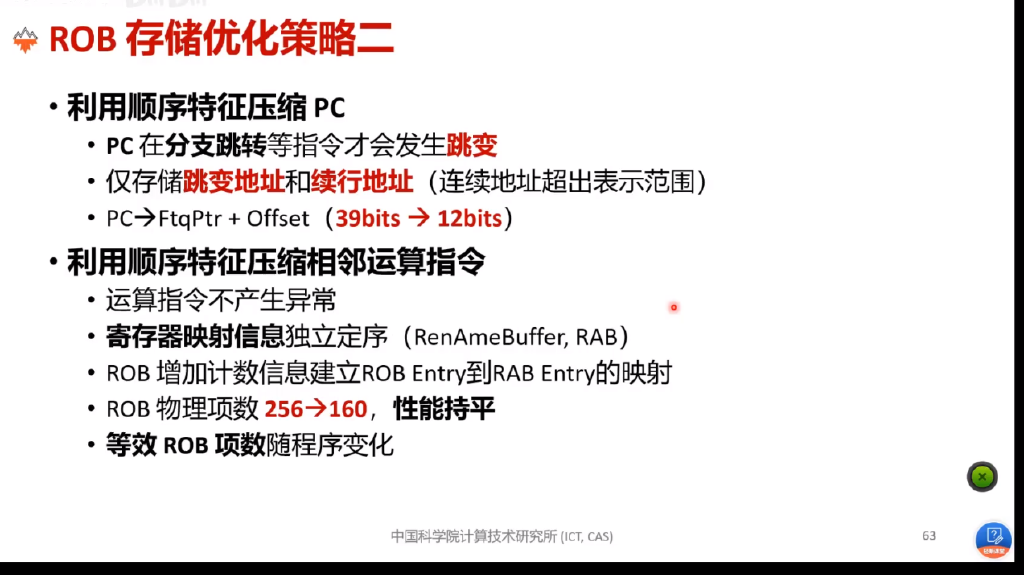 ROB 存储优化策略二
• 利用顺序特征压缩 PC
• PC 在分支跳转等指令才会发生跳变
• 仅存储跳变地址和续行地址（连续地址超出表示范围）
• PC→FtqPtr + Offset（39bits → 12bits）
• 利用顺序特征压缩相邻运算指令
• 运算指令不产生异常
• 寄存器映射信息独立定序（RenAmeBuffer, RAB）
• ROB 增加计数信息建立ROB Entry到RAB Entry的映射
• ROB 物理项数 256→160，性能持平
• 等效 ROB 项数随程序变化
中国科学院计算技术研究所 (ICT, CAS)
63